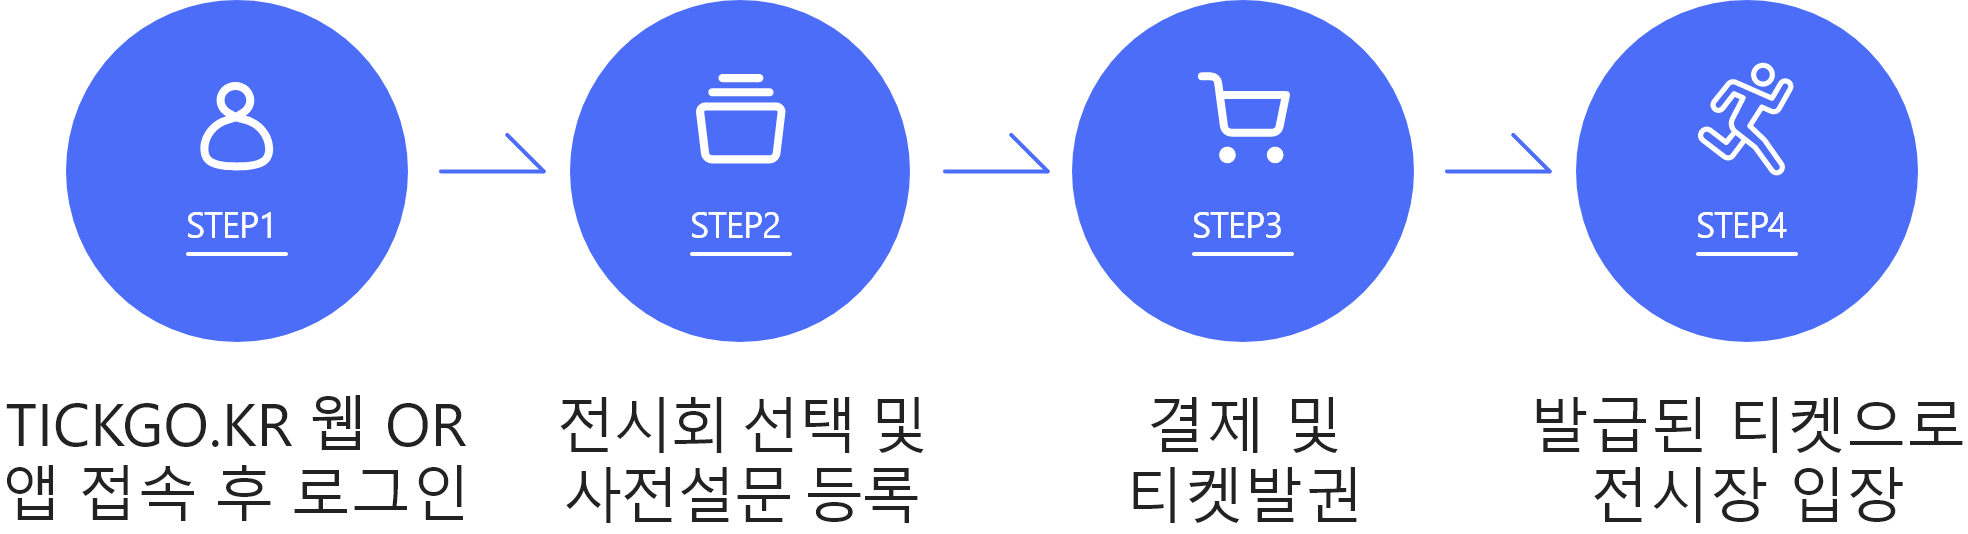 STEP1
TICKGO.KR 웹 OR
앱 접속 후 로그인
STEP2
전시회 선택 및
사전설문 등록
STEP3
결제 및
티켓발권
STEP4
발급된 티켓으로
전시장 입장